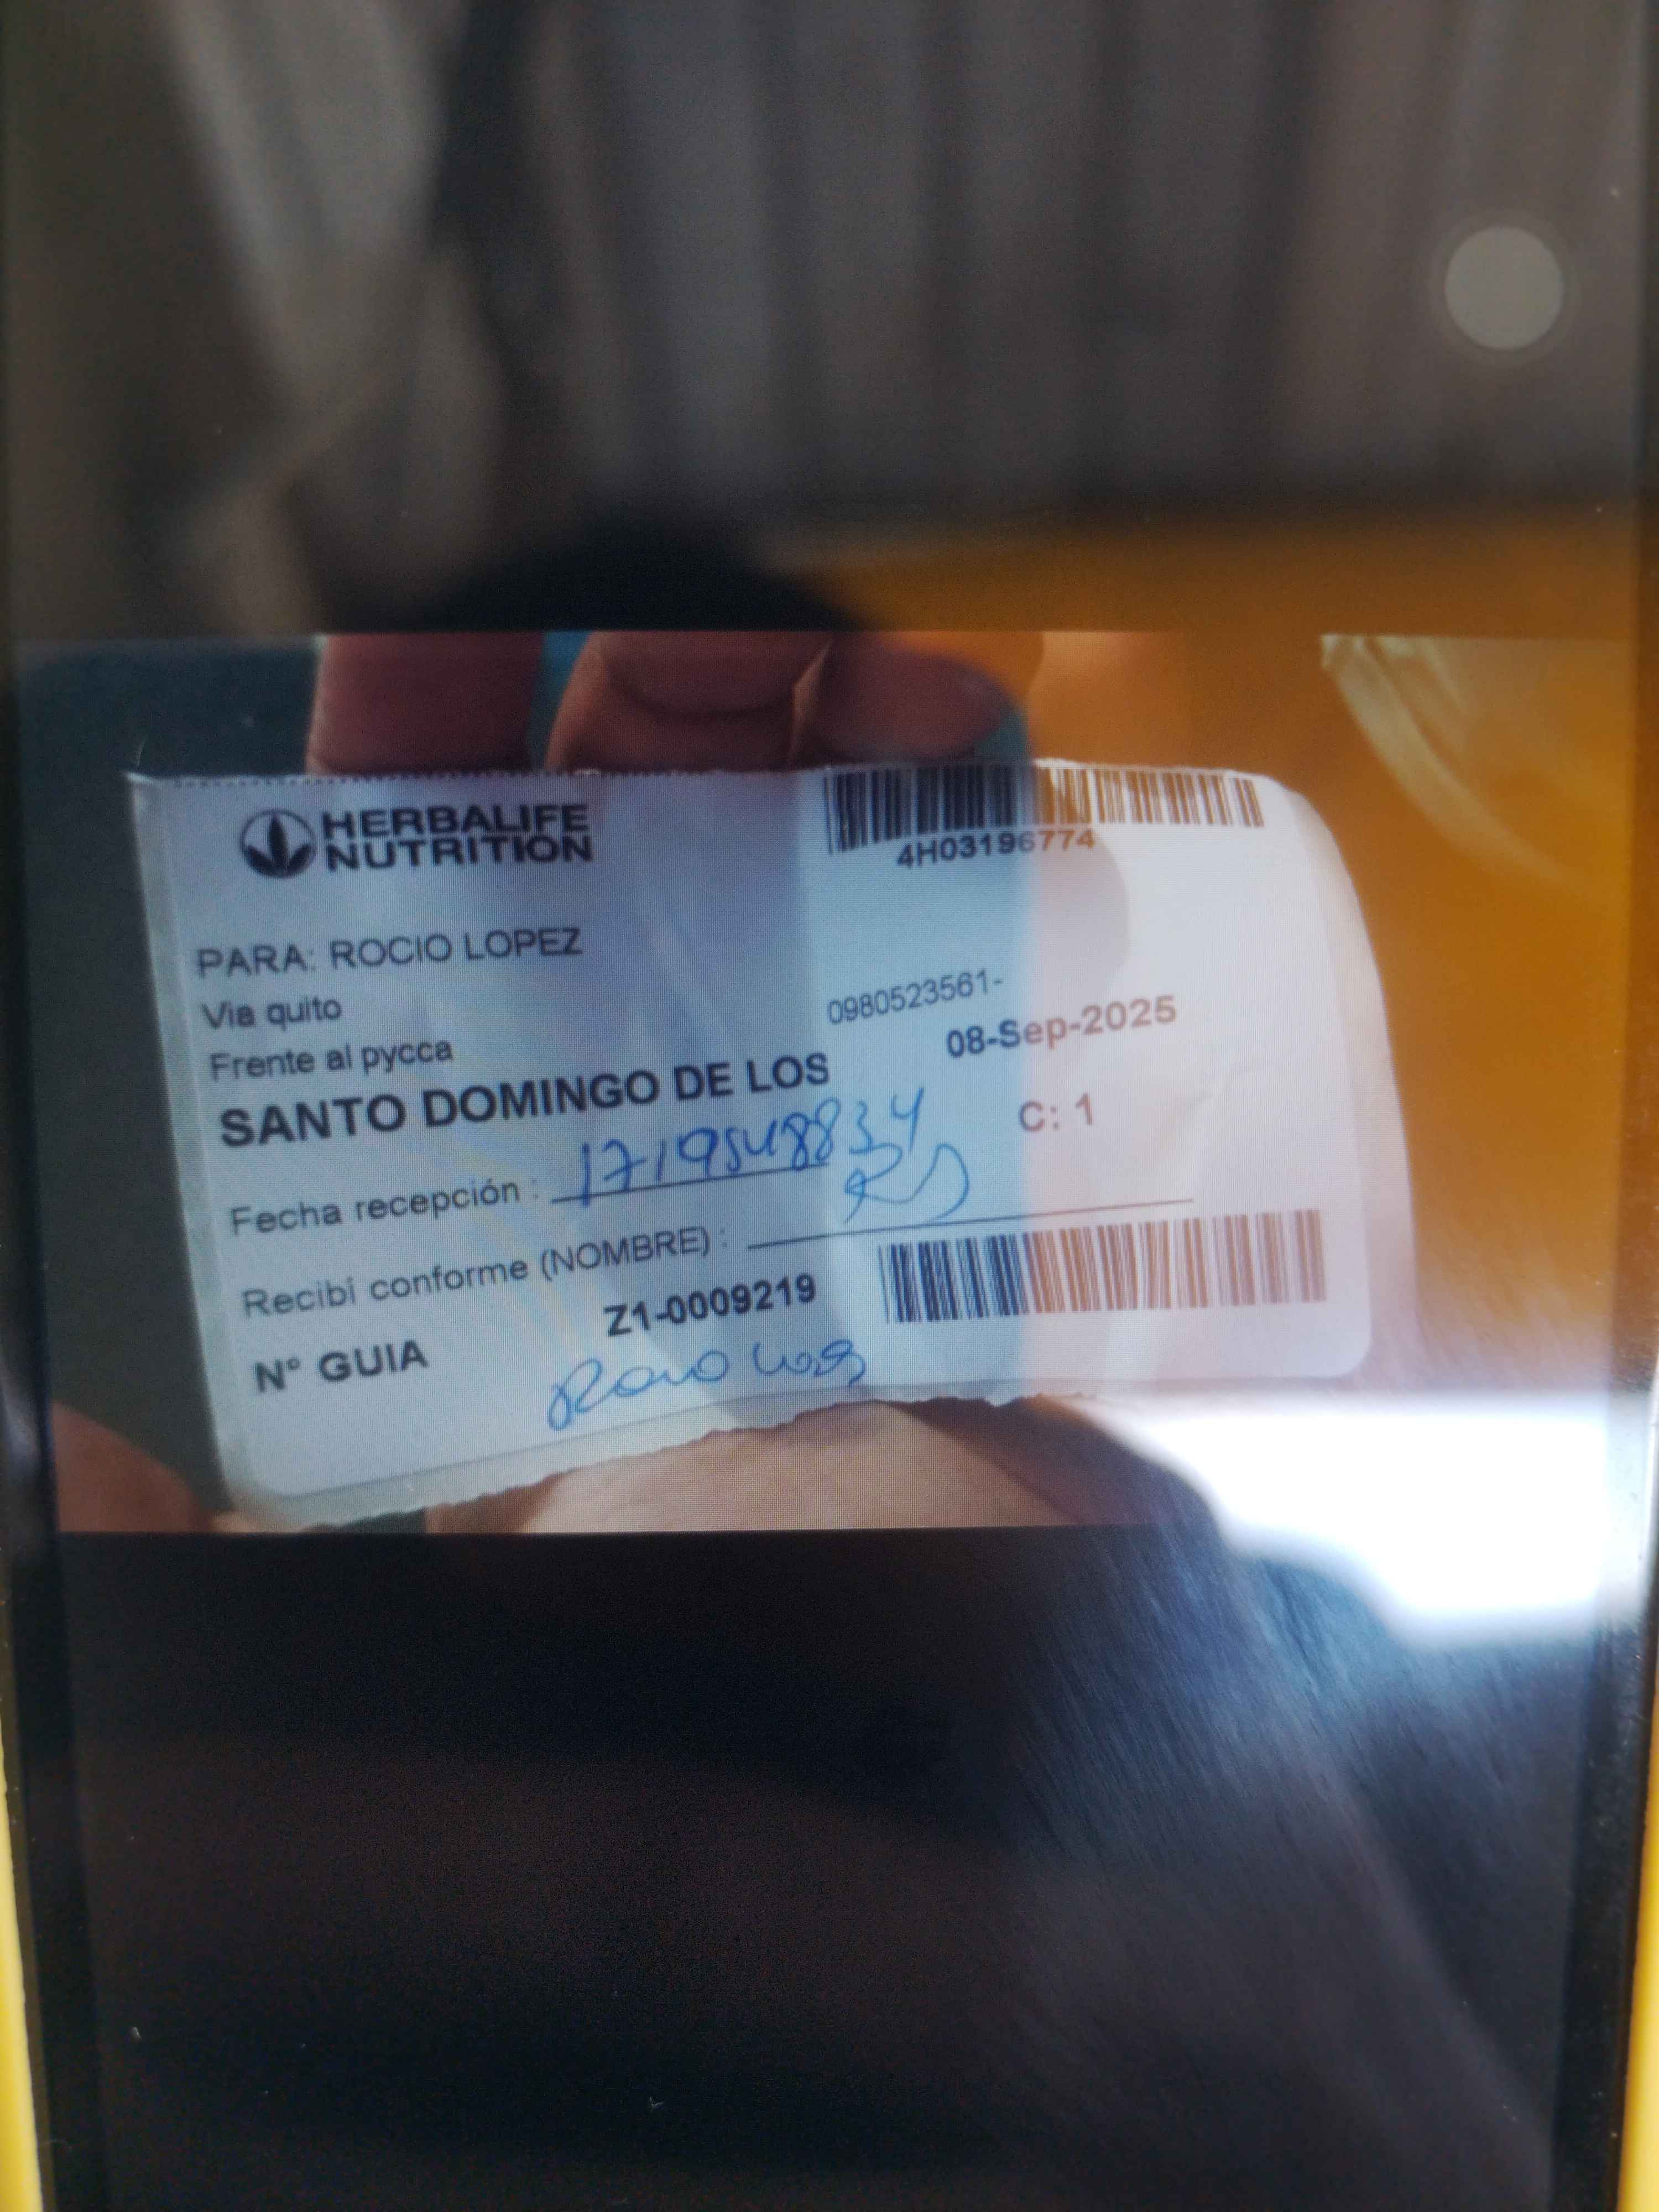 HERBALIFE
NUTRITION
4H03196774
PARA: ROCIO LOPEZ
Via quito
0980523561-
Frente al pycca
08-Sep-2025
SANTO DOMINGO DE LOS
C: 1
Fecha recepción : 1719548834
Recibí conforme (NOMBRE) :
N° GUIA Z1-0009219